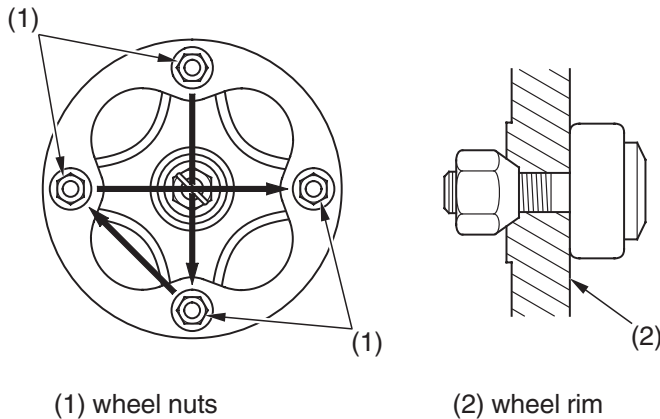 (1)
(1)
(2)
(1) wheel nuts
(2) wheel rim